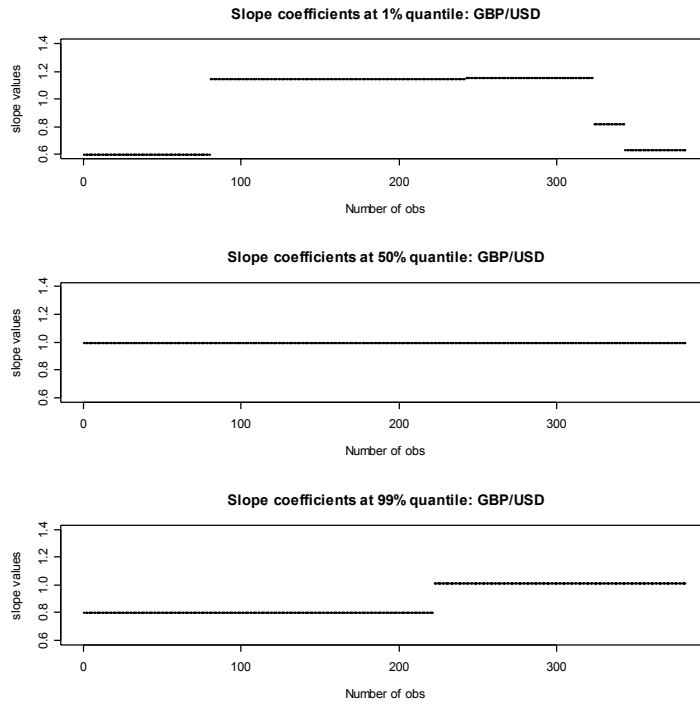 Slope coefficients at 1% quantile: GBP/USD
slope values
0.6 0.8 1.0 1.2 1.4
0 100 200 300
Number of obs
Slope coefficients at 50% quantile: GBP/USD
slope values
0.6 0.8 1.0 1.2 1.4
0 100 200 300
Number of obs
Slope coefficients at 99% quantile: GBP/USD
slope values
0.6 0.8 1.0 1.2 1.4
0 100 200 300
Number of obs